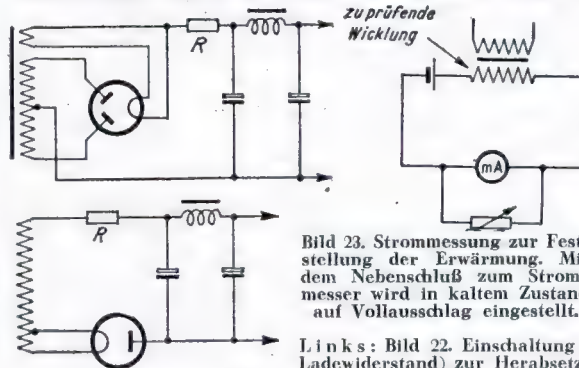 R
zu prüfende
Wicklung
mA
R
Bild 23. Strommessung zur Fest
stellung der Erwärmung. Mi
dem Nebenschluß zum Strom
messer wird in kaltem Zustan
auf Vollausschlag eingestellt.
Links: Bild 22. Einschaltung
Ladewiderstand) zur Herabsetz